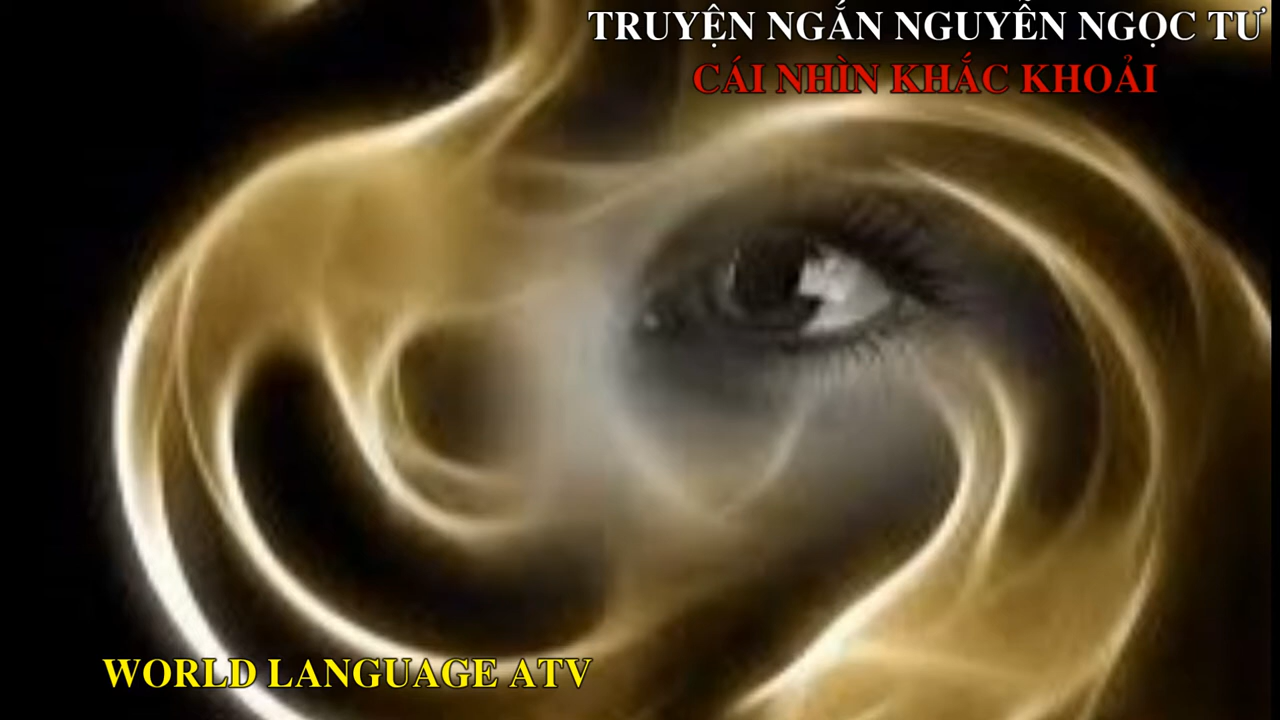 TRUYỆN NGẮN NGUYỄN NGỌC TƯ
CÁI NHÌN KHẮC KHOẢI
WORLD LANGUAGE ATV